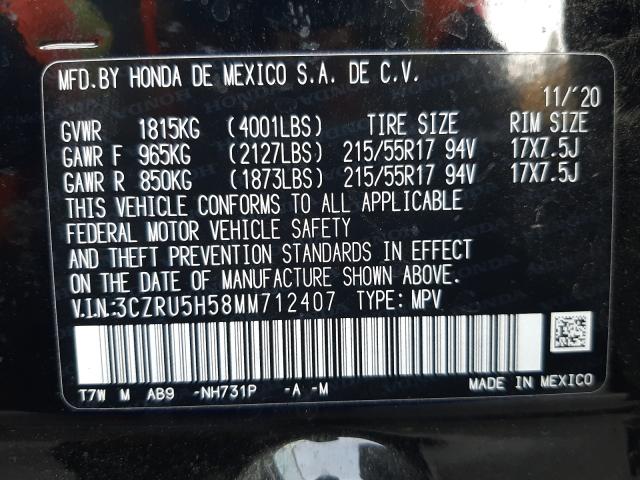 MFD.BY HONDA DE MEXICO S.A. DE C.V.
11/'20
GVWR 1815KG (4001LBS) TIRE SIZE RIM SIZE
GAWR F 965KG (2127LBS) 215/55R17 94V 17X7.5J
GAWR R 850KG (1873LBS) 215/55R17 94V 17X7.5J
THIS VEHICLE CONFORMS TO ALL APPLICABLE
FEDERAL MOTOR VEHICLE SAFETY
AND THEFT PREVENTION STANDARDS IN EFFECT
ON THE DATE OF MANUFACTURE SHOWN ABOVE.
V.I.N:3CZRU5H58MM712407 TYPE: MPV
T7W M AB9 -NH731P -A -M MADE IN MEXICO